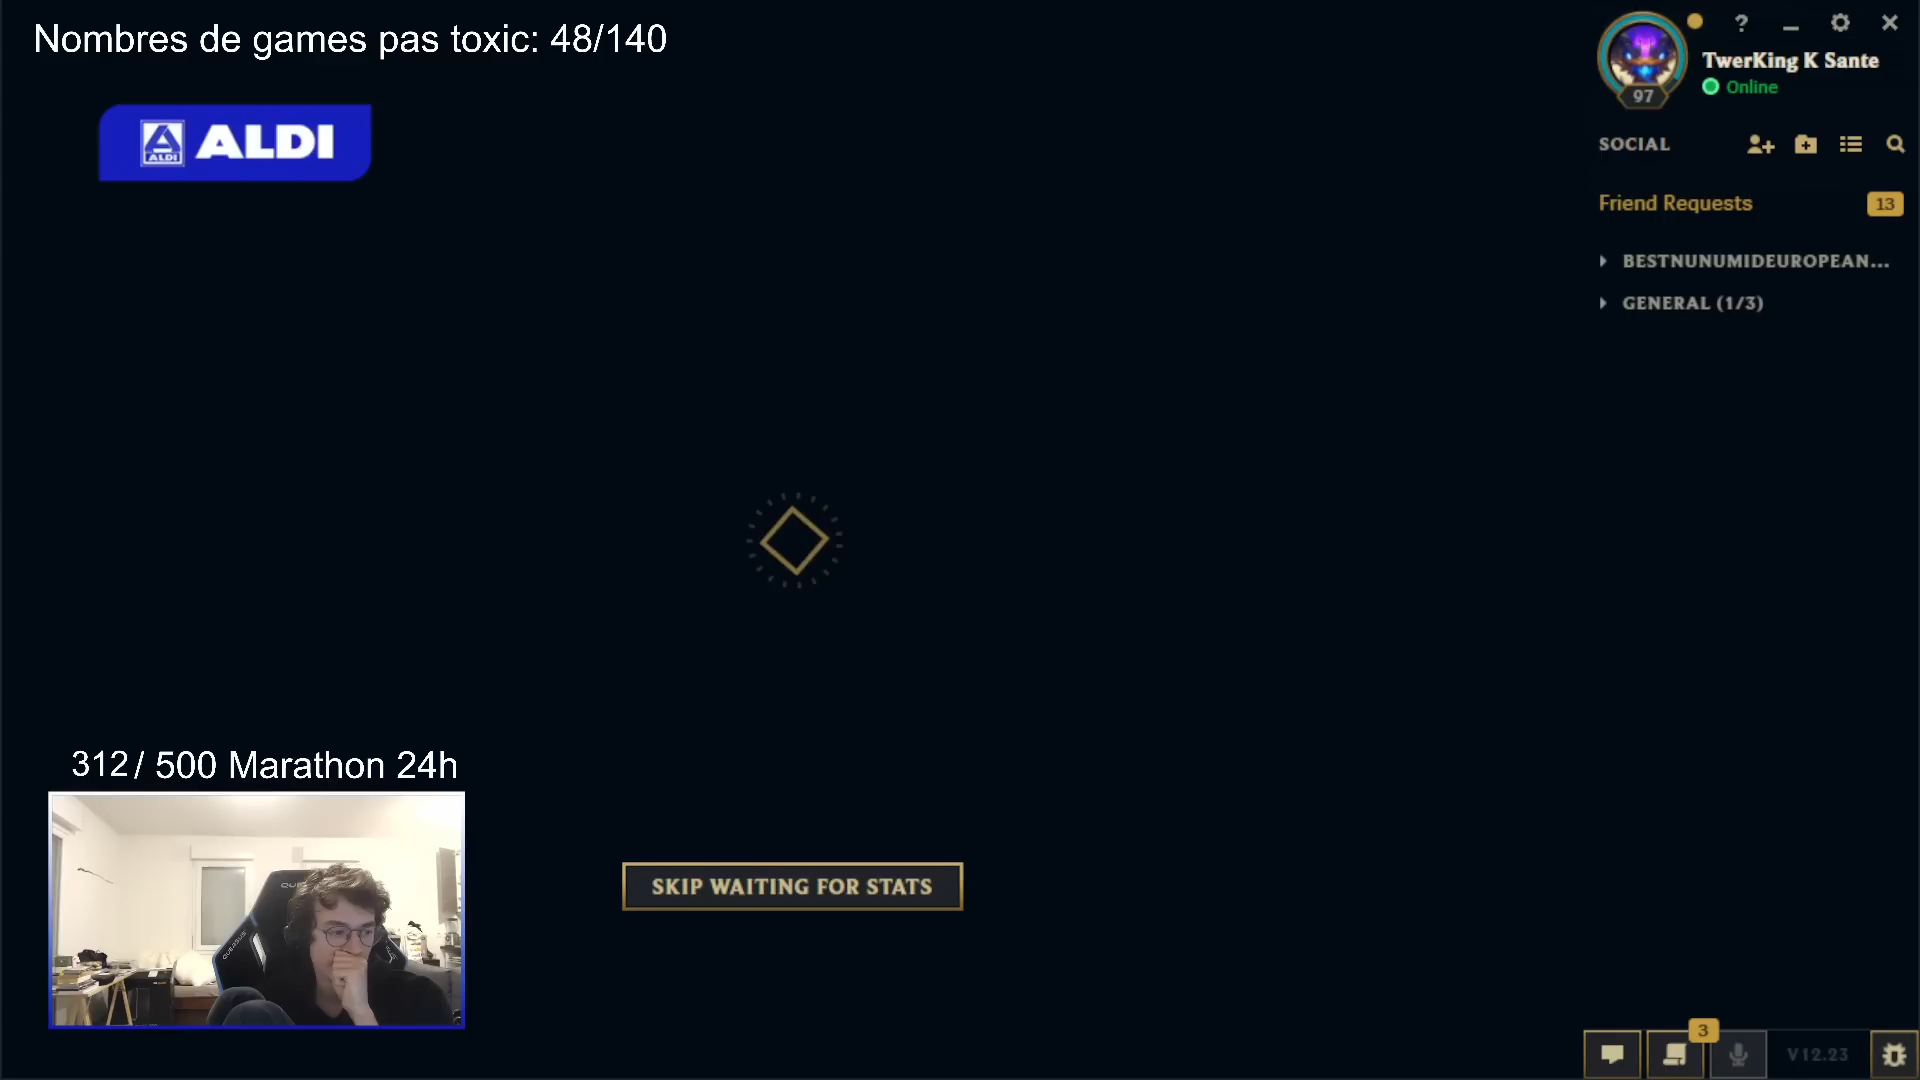 Nombres de games pas toxic: 48/140
ALDI
ALDI
?
TwerKing K Sante
97
Online
SOCIAL
Friend Requests
13
BESTNUNUMIDEUROPEAN...
GENERAL (1/3)
312/ 500 Marathon 24h
SKIP WAITING FOR STATS
3
V12.23